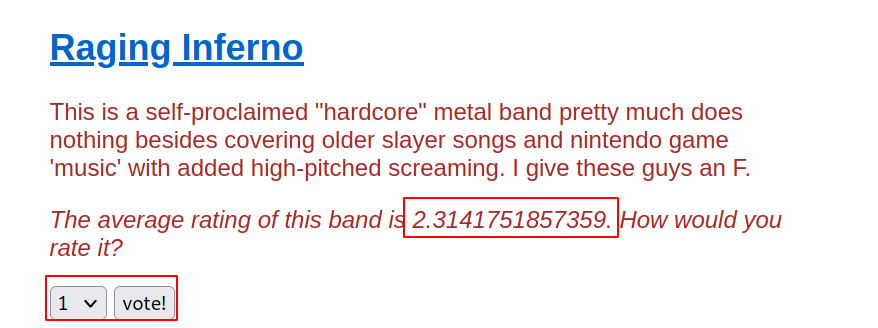 Raging Inferno
This is a self-proclaimed "hardcore" metal band pretty much does
nothing besides covering older slayer songs and nintendo game
'music' with added high-pitched screaming. I give these guys an F.
The average rating of this band is 2.3141751857359. How would you
rate it?
1 vote!